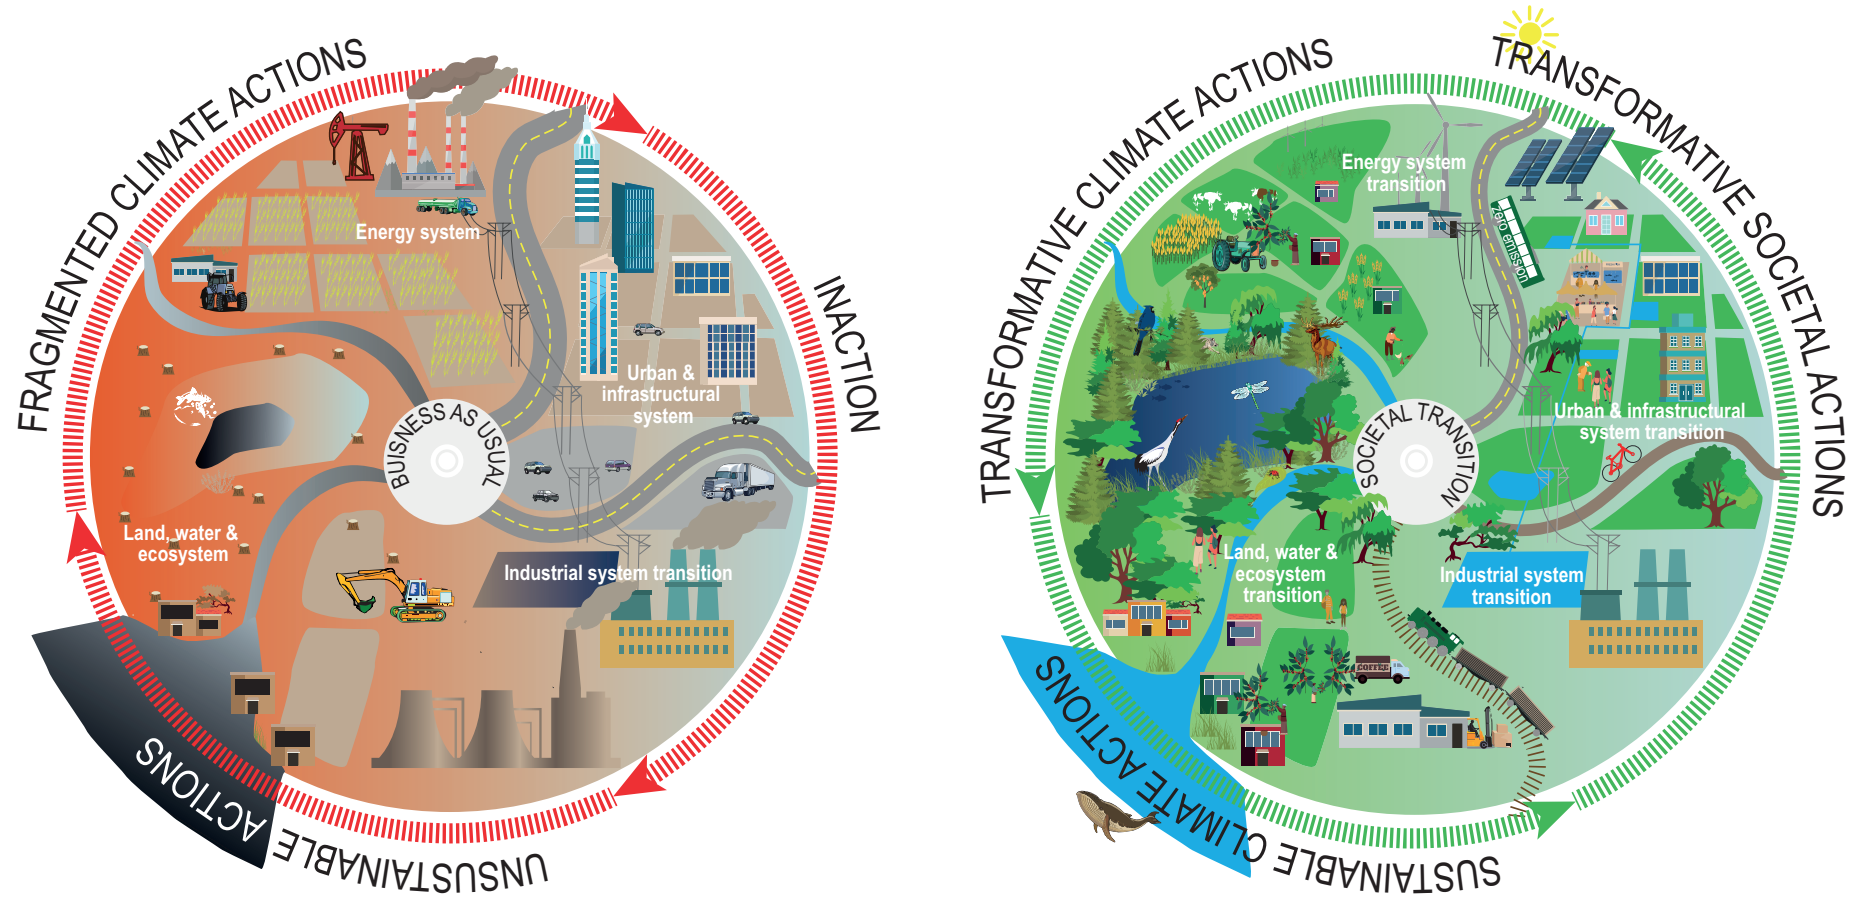 FRAGMENTED CLIMATE ACTIONS
INACTION
UNSUSTAINABLE ACTIONS
BUISNESS AS USUAL
Energy system
Urban &
infrastructural
system
Land, water &
ecosystem
Industrial system transition
TRANSFORMATIVE CLIMATE ACTIONS
TRANSFORMATIVE SOCIETAL ACTIONS
SUSTAINABLE CLIMATE ACTIONS
SOCIETAL TRANSITION
Energy system
transition
zero emission
Urban & infrastructural
system transition
Land, water &
ecosystem
transition
Industrial system
transition
COFFEE